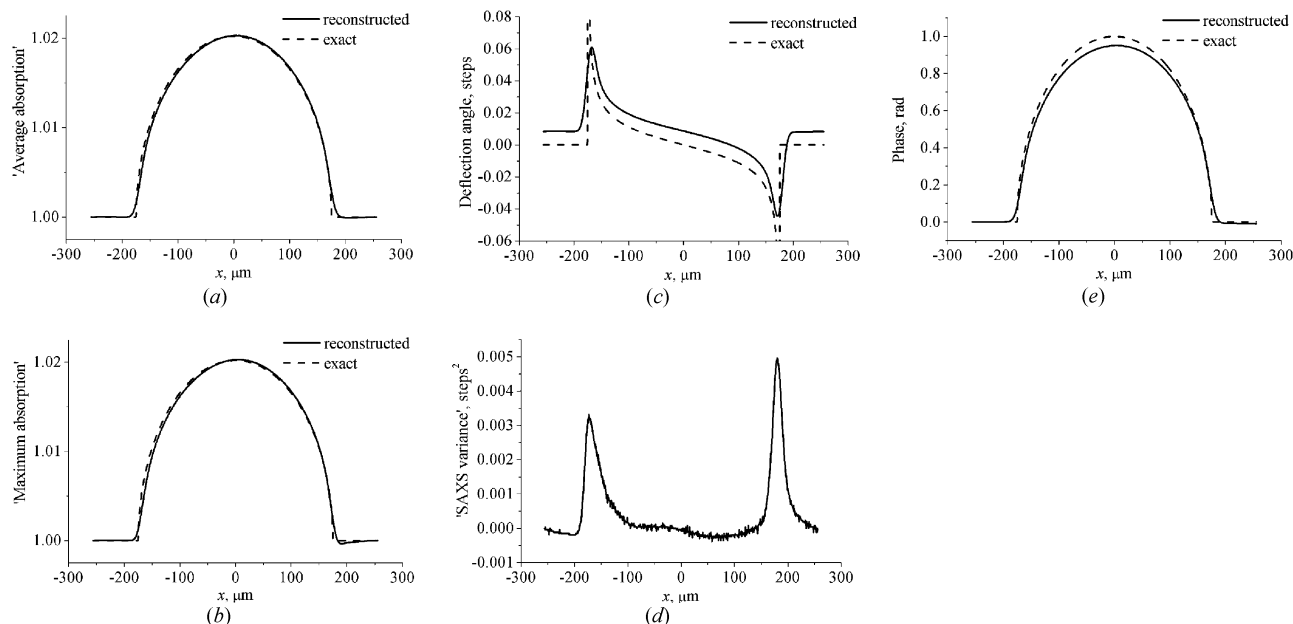 reconstructed
exact
'Average absorption'
1.02
1.01
1.00
-300 -200 -100 0 100 200 300
x, μm
(a)
reconstructed
exact
Deflection angle, steps
0.08
0.06
0.04
0.02
0.00
-0.02
-0.04
-0.06
-300 -200 -100 0 100 200 300
x, μm
(c)
reconstructed
exact
Phase, rad
1.0
0.8
0.6
0.4
0.2
0.0
-300 -200 -100 0 100 200 300
x, μm
(e)
reconstructed
exact
'Maximum absorption'
1.02
1.01
1.00
-300 -200 -100 0 100 200 300
x, μm
(b)
'SAXS variance', steps²
0.005
0.004
0.003
0.002
0.001
0.000
-0.001
-300 -200 -100 0 100 200 300
x, μm
(d)